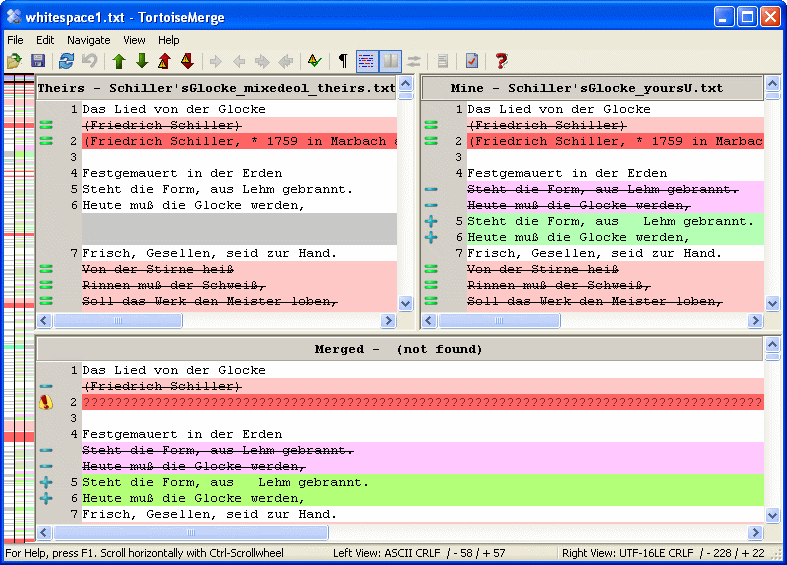 whitespace1.txt - TortoiseMerge
File Edit Navigate View Help
Theirs - Schiller'sGlocke_mixedeol_theirs.txt
1 Das Lied von der Glocke
(Friedrich Schiller)
2 (Friedrich Schiller, * 1759 in Marbach a
3
4 Festgemauert in der Erden
5 Steht die Form, aus Lehm gebrannt.
6 Heute muß die Glocke werden,
7 Frisch, Gesellen, seid zur Hand.
Von der Stirne heiß
Rinnen muß der Schweiß,
Soll das Werk den Meister loben,
Mine - Schiller'sGlocke_yoursU.txt
1 Das Lied von der Glocke
(Friedrich Schiller)
2 (Friedrich Schiller, * 1759 in Marbac
3
4 Festgemauert in der Erden
Steht die Form, aus Lehm gebrannt.
Heute muß die Glocke werden,
5 Steht die Form, aus   Lehm gebrannt.
6 Heute muß die Glocke werden,
7 Frisch, Gesellen, seid zur Hand.
Von der Stirne heiß
Rinnen muß der Schweiß,
Soll das Werk den Meister loben,
Merged -  (not found)
1 Das Lied von der Glocke
(Friedrich Schiller)
2 ?????????????????????????????????????????????????????????????????????????????????????
3
4 Festgemauert in der Erden
Steht die Form, aus Lehm gebrannt.
Heute muß die Glocke werden,
5 Steht die Form, aus   Lehm gebrannt.
6 Heute muß die Glocke werden,
7 Frisch, Gesellen, seid zur Hand.
For Help, press F1. Scroll horizontally with Ctrl-Scrollwheel Left View: ASCII CRLF / - 58 / + 57 Right View: UTF-16LE CRLF / - 228 / + 22